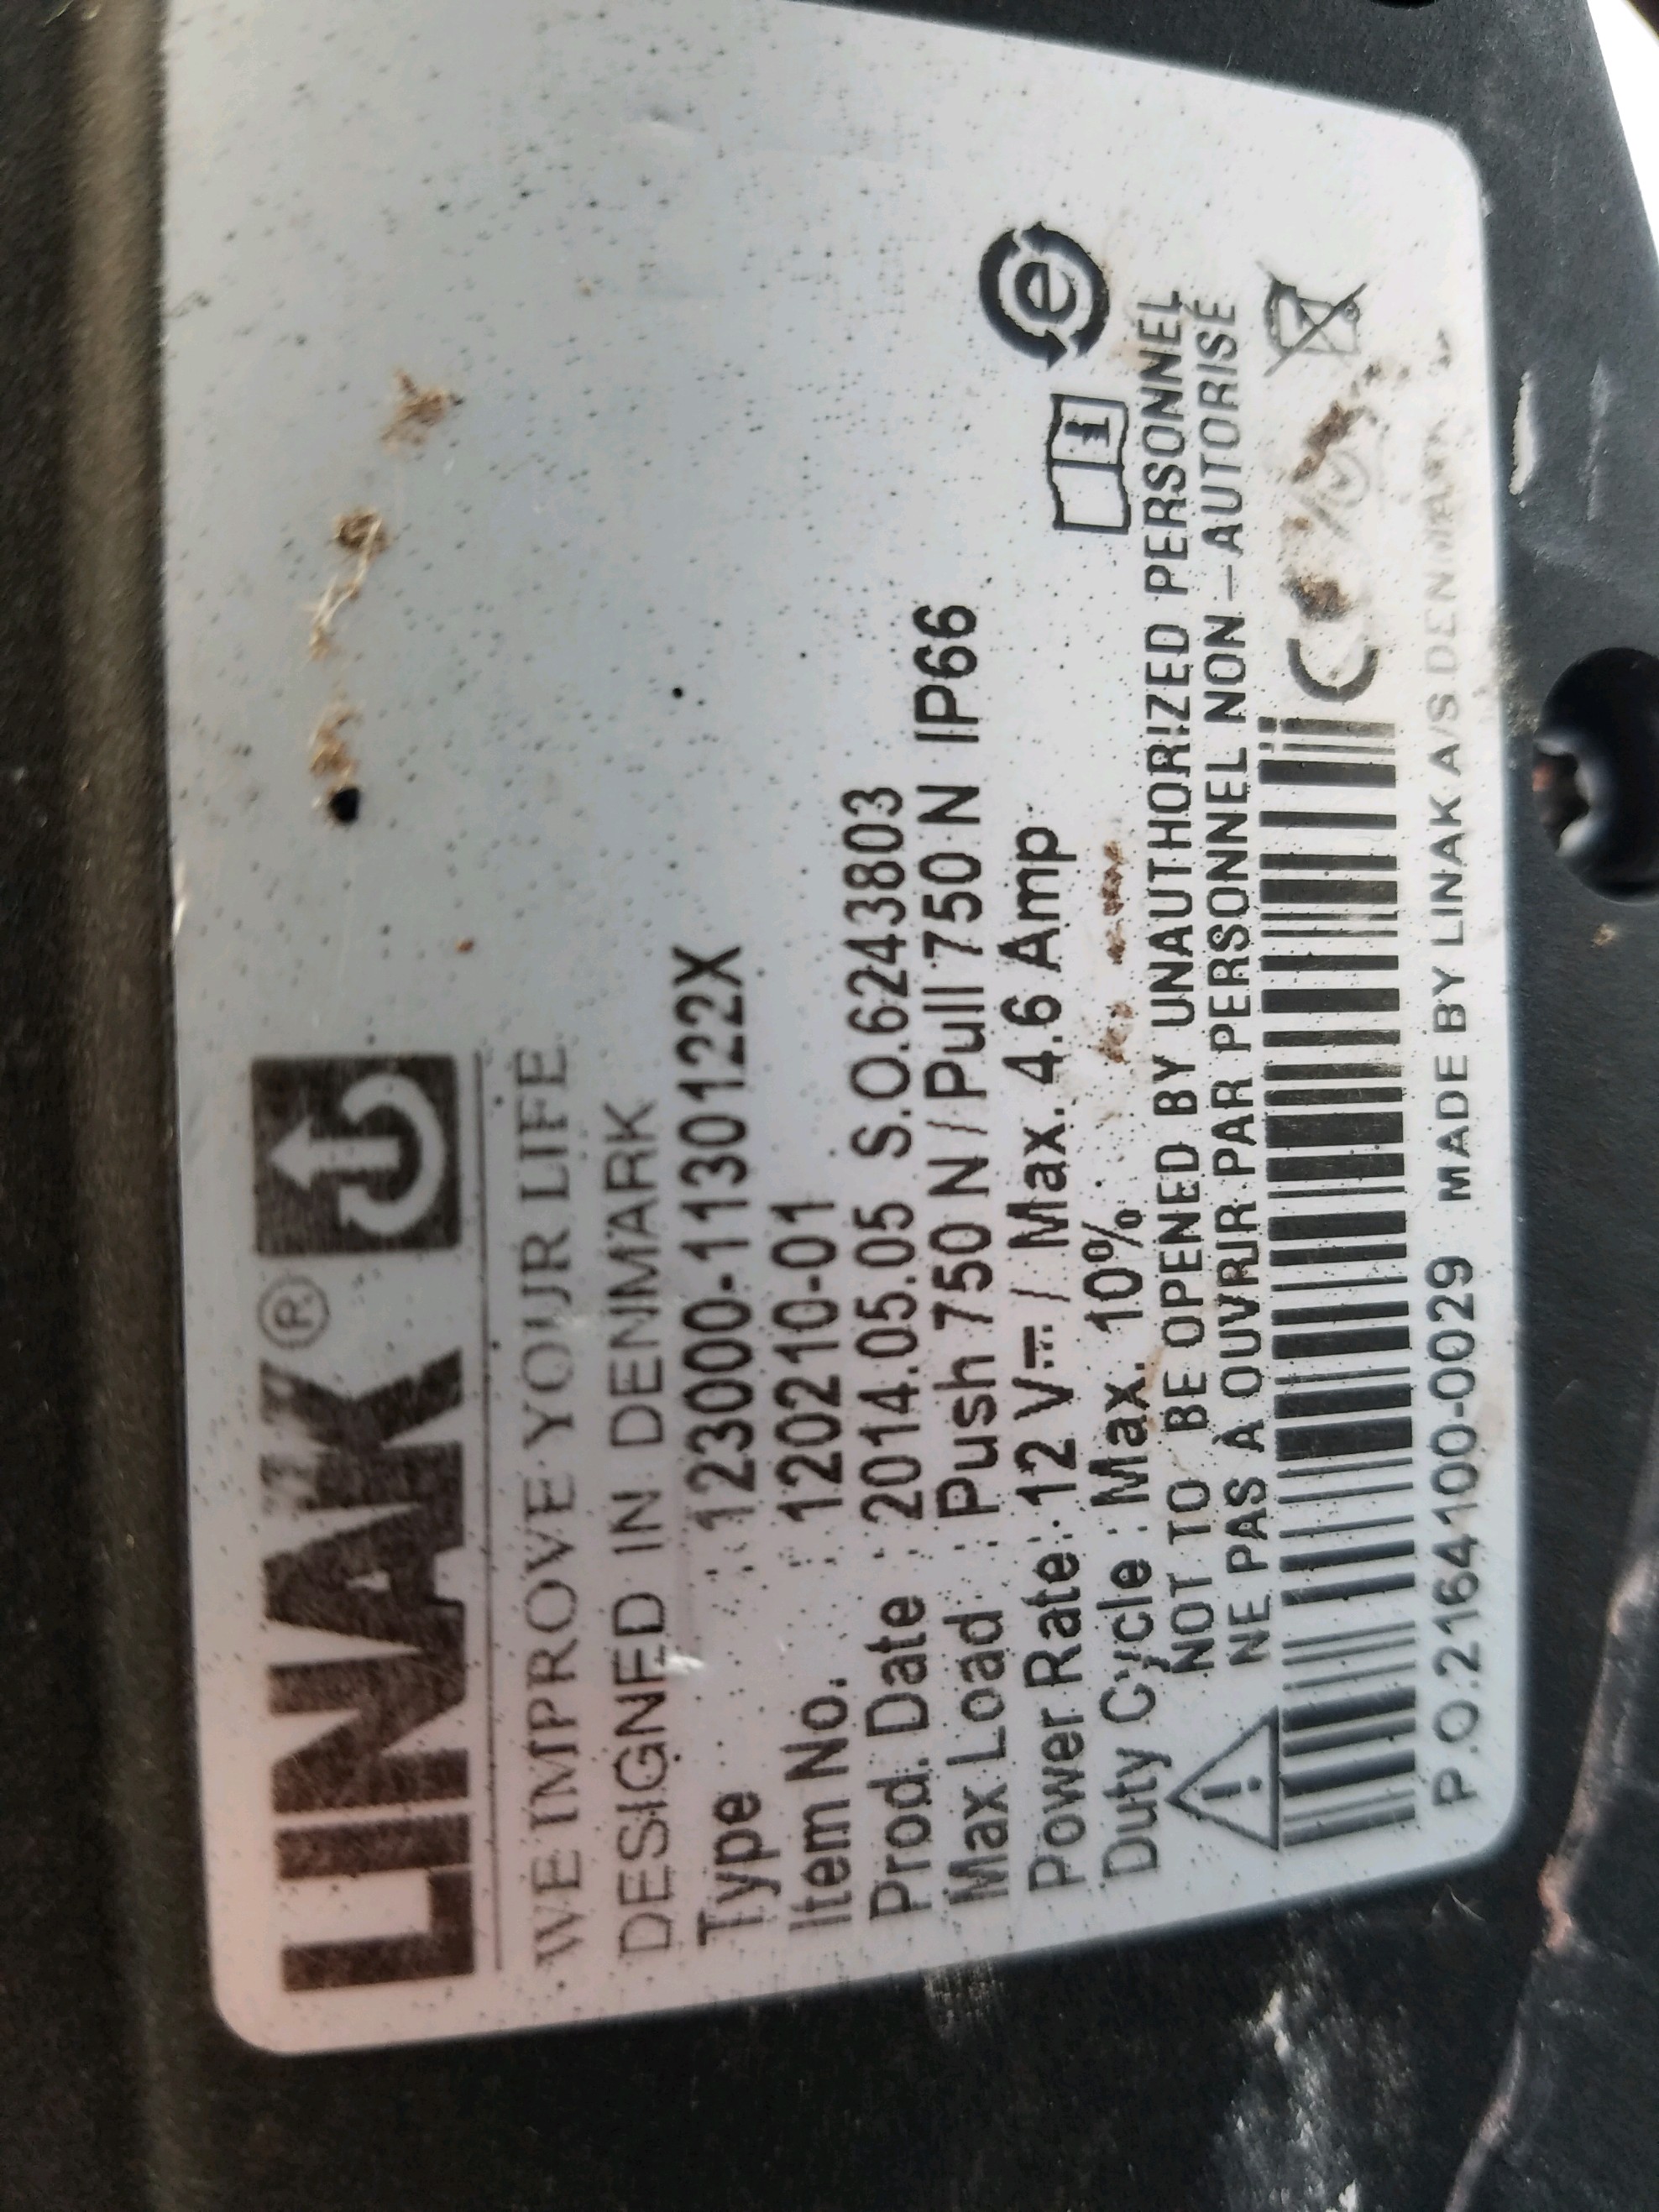 LINAK®
WE IMPROVE YOUR LIFE
DESIGNED IN DENMARK
Type : 123000-1130122X
Item No. : 120210-01
Prod. Date : 2014.05.05 S.O.6243803
Max Load : Push 750 N / Pull 750 N IP66
Power Rate : 12 V⎓ / Max. 4.6 Amp
Duty Cycle : Max. 10%
NOT TO BE OPENED BY UNAUTHORIZED PERSONNEL
NE PAS À OUVRIR PAR PERSONNEL NON-AUTORISÉ
P.O.2164100-0029 MADE BY LINAK A/S DENMARK